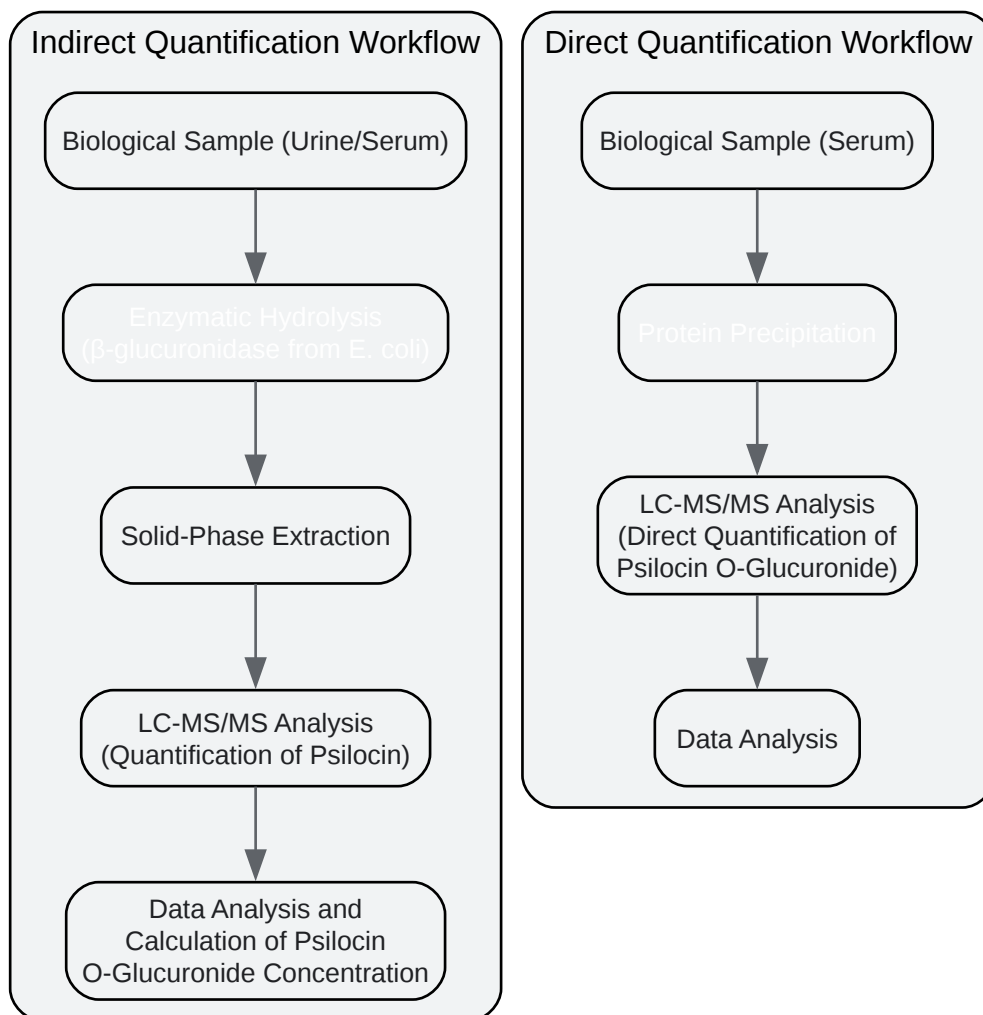 Indirect Quantification Workflow
Biological Sample (Urine/Serum)
Enzymatic Hydrolysis
(β-glucuronidase from E. coli)
Solid-Phase Extraction
LC-MS/MS Analysis
(Quantification of Psilocin)
Data Analysis and
Calculation of Psilocin
O-Glucuronide Concentration
Direct Quantification Workflow
Biological Sample (Serum)
Protein Precipitation
LC-MS/MS Analysis
(Direct Quantification of
Psilocin O-Glucuronide)
Data Analysis